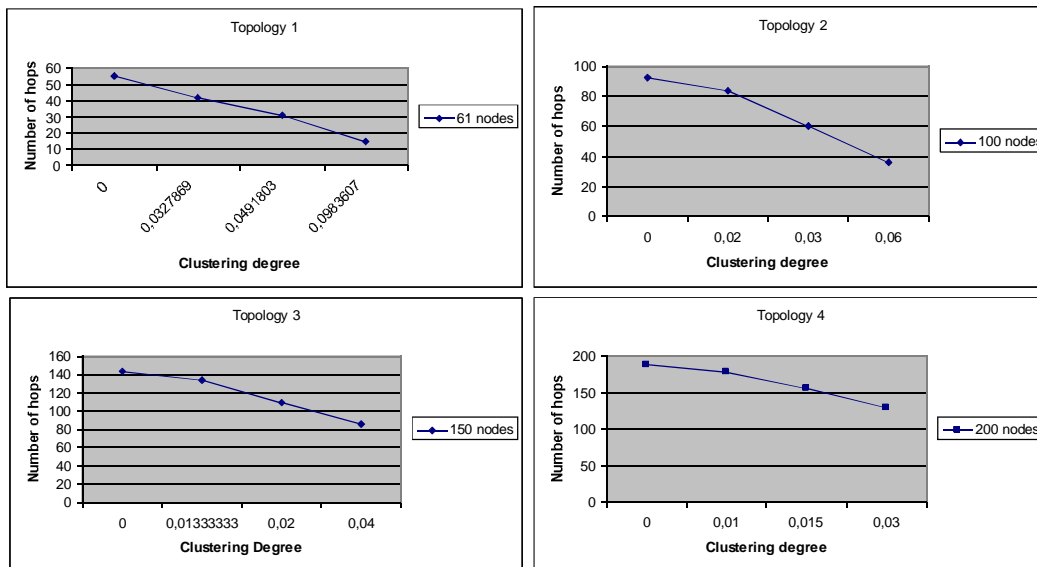 Topology 1
Number of hops
60
50
40
30
20
10
0
0
0,0327869
0,0491803
0,0983607
Clustering degree
61 nodes
Topology 2
Number of hops
100
80
60
40
20
0
0
0,02
0,03
0,06
Clustering degree
100 nodes
Topology 3
Number of hops
160
140
120
100
80
60
40
20
0
0
0,01333333
0,02
0,04
Clustering Degree
150 nodes
Topology 4
Number of hops
200
150
100
50
0
0
0,01
0,015
0,03
Clustering degree
200 nodes